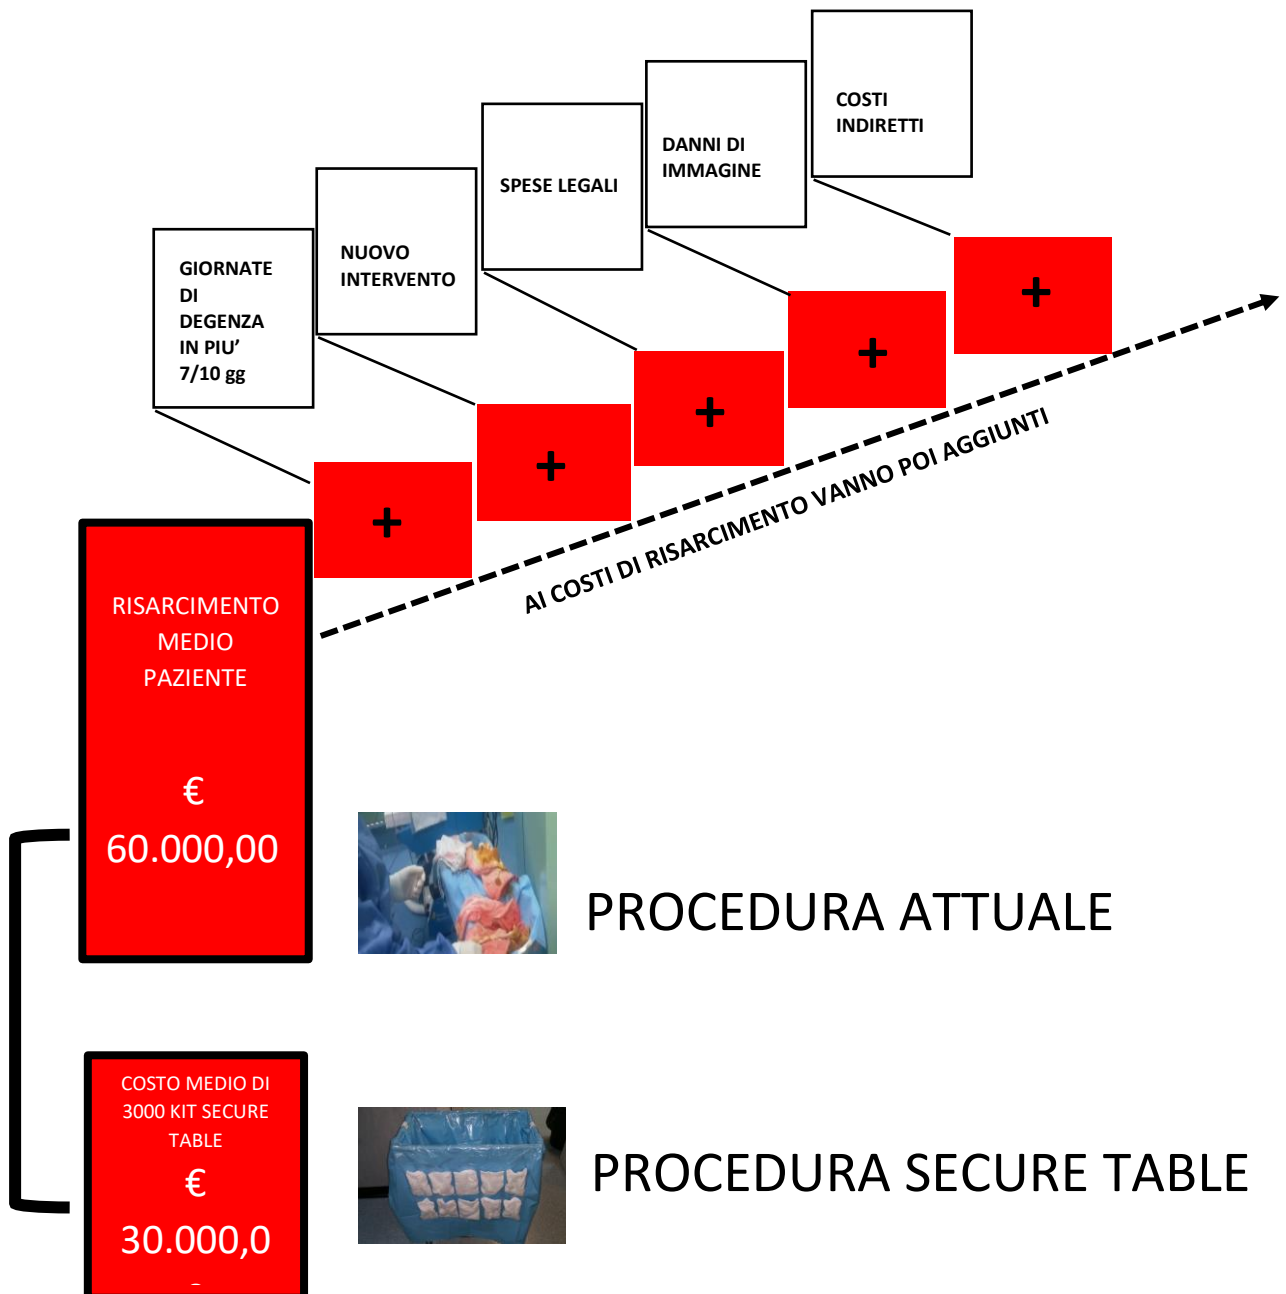 COSTI
INDIRETTI
DANNI DI
IMMAGINE
SPESE LEGALI
NUOVO
INTERVENTO
GIORNATE
DI
DEGENZA
IN PIU’
7/10 gg
+
+
+
+
+
AI COSTI DI RISARCIMENTO VANNO POI AGGIUNTI
RISARCIMENTO
MEDIO
PAZIENTE
€
60.000,00
PROCEDURA ATTUALE
COSTO MEDIO DI
3000 KIT SECURE
TABLE
€
30.000,0
PROCEDURA SECURE TABLE